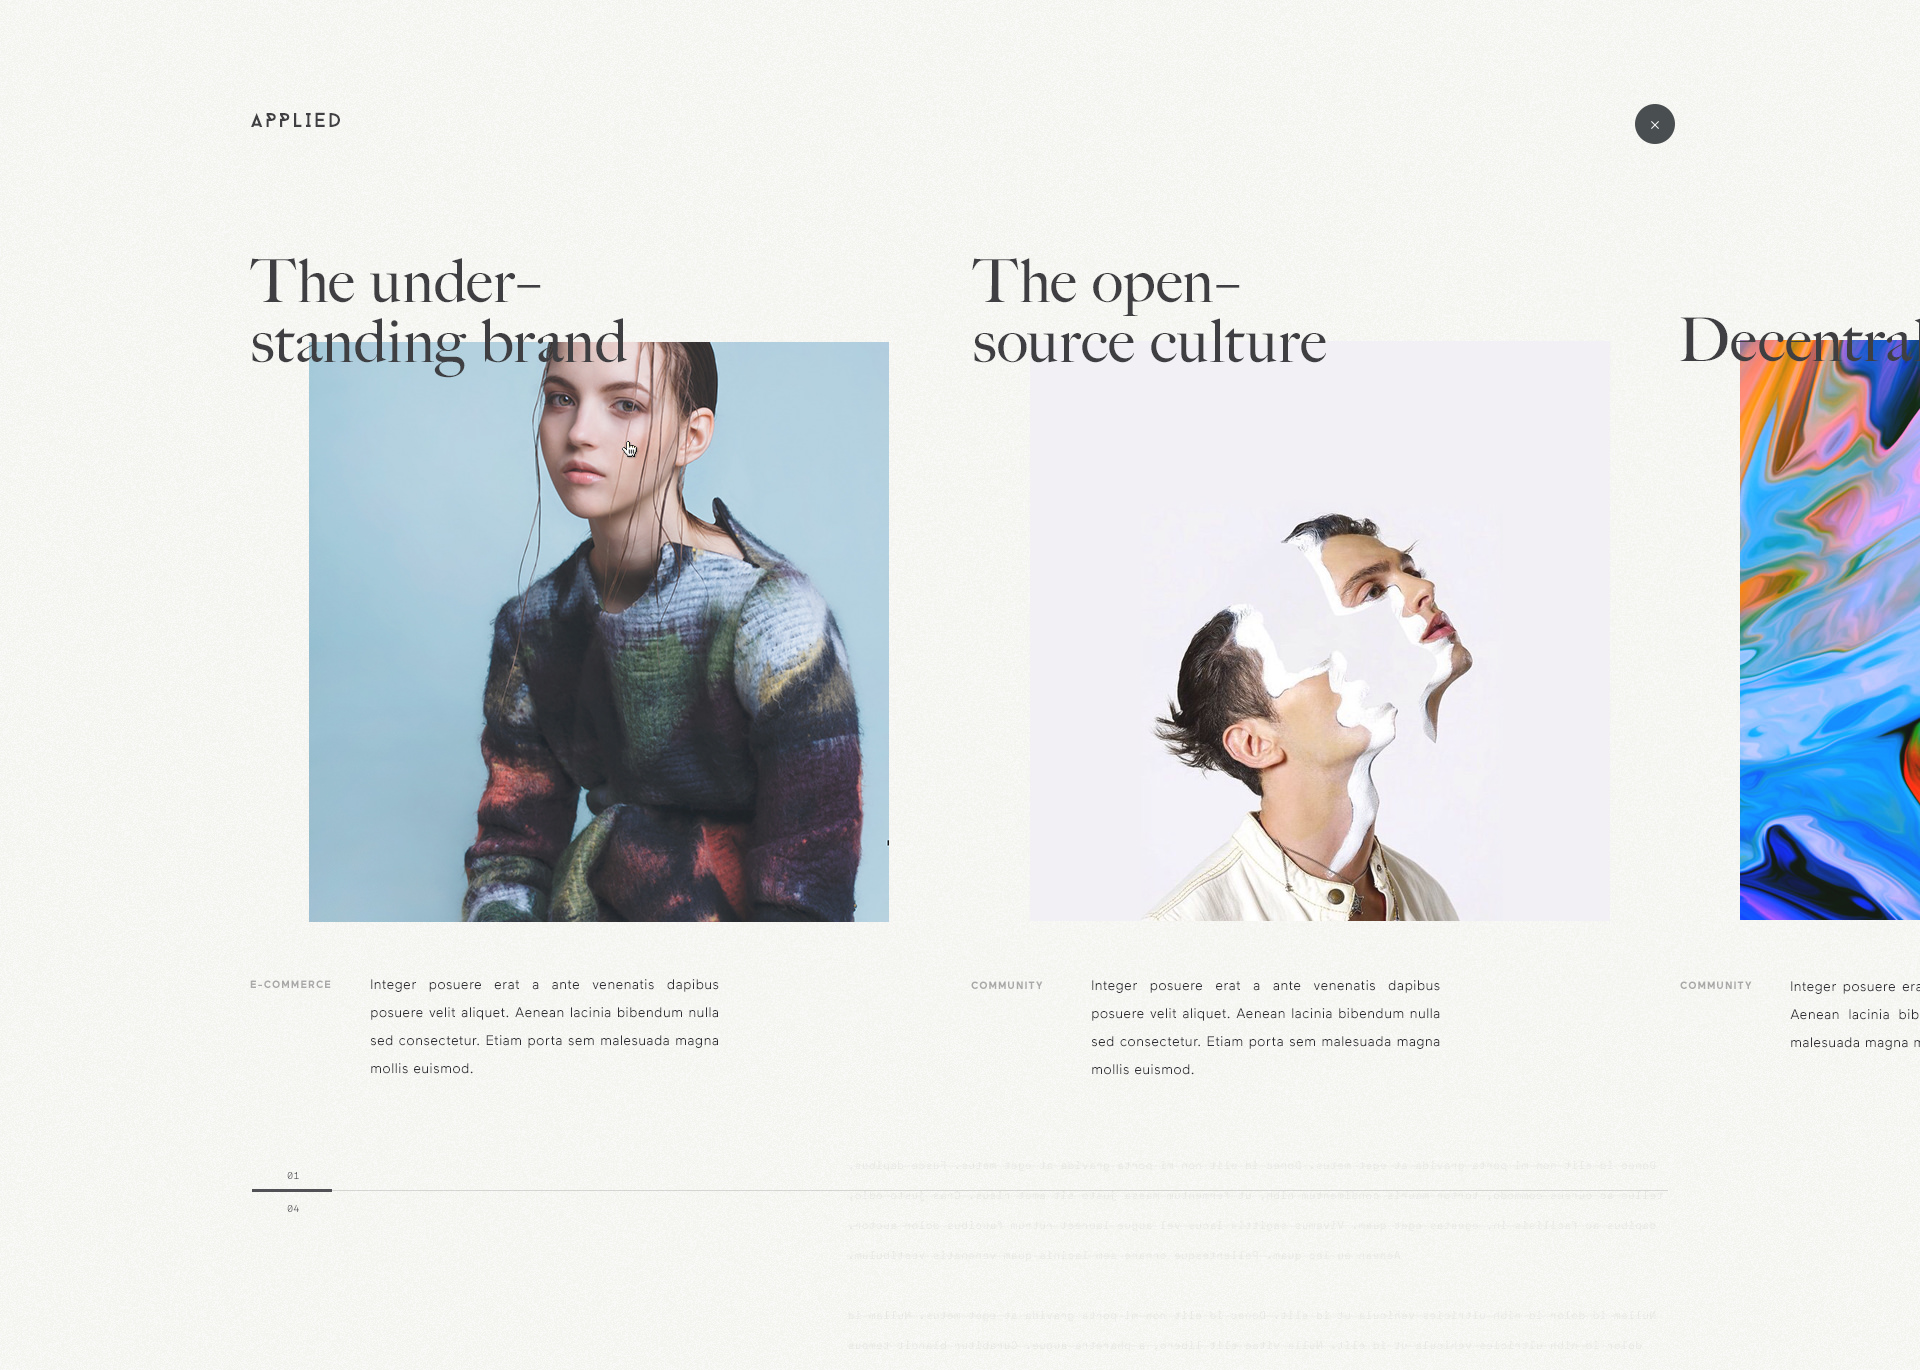 APPLIED
×
The under–
standing brand
The open–
source culture
Decentral
E-COMMERCE
Integer posuere erat a ante venenatis dapibus
posuere velit aliquet. Aenean lacinia bibendum nulla
sed consectetur. Etiam porta sem malesuada magna
mollis euismod.
COMMUNITY
Integer posuere erat a ante venenatis dapibus
posuere velit aliquet. Aenean lacinia bibendum nulla
sed consectetur. Etiam porta sem malesuada magna
mollis euismod.
COMMUNITY
Integer posuere era
Aenean lacinia bib
malesuada magna m
01
04